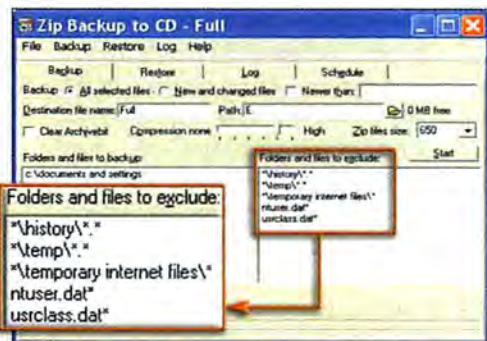 Zip Backup to CD - Full
File Backup Restore Log Help
Backup Restore Log Schedule
Backup All selected files - New and changed files Newer than:
Destination file name: Full Path: E 0 MB free
Clear Archivebit Compression none High Zip files size: 650
Folders and files to backup: Folders and files to exclude: Start
c:\documents and settings
*\history\*.*
*\temp\*.*
*\temporary internet files\*
ntuser.dat*
usrclass.dat*
Folders and files to exclude:
*\history\*.*
*\temp\*.*
*\temporary internet files\*
ntuser.dat*
usrclass.dat*